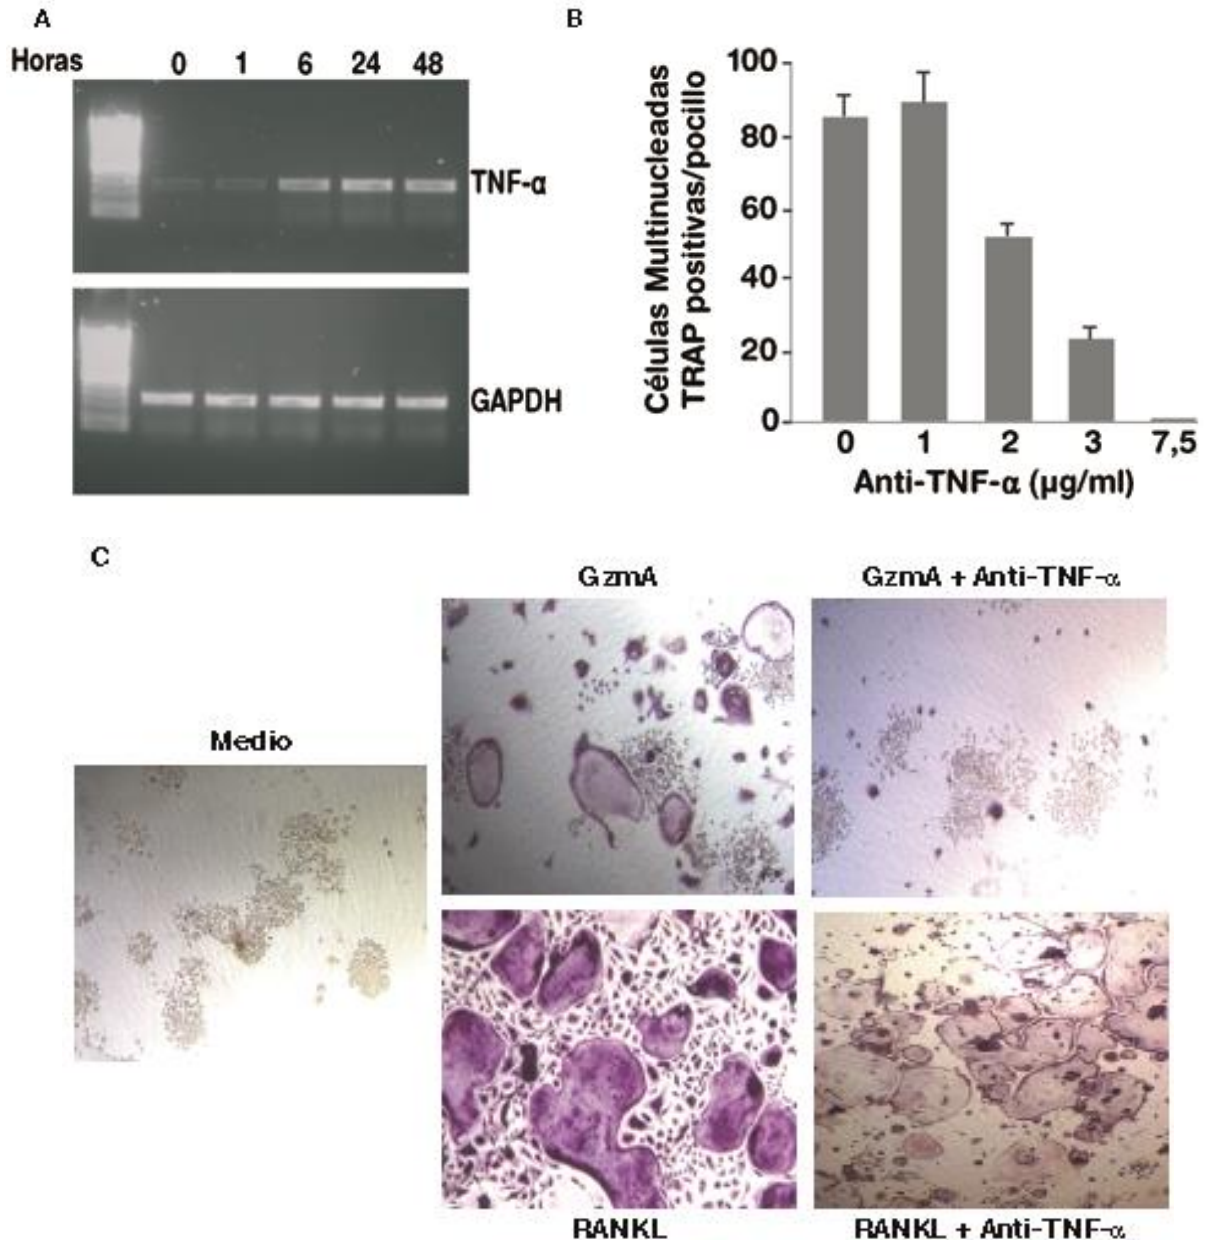 A
Horas 0 1 6 24 48
TNF-α
GAPDH
B
Células Multinucleadas
TRAP positivas/pocillo
100
80
60
40
20
0
0 1 2 3 7,5
Anti-TNF-α (µg/ml)
C
Medio
GzmA
GzmA + Anti-TNF-α
RANKL
RANKL + Anti-TNF-α